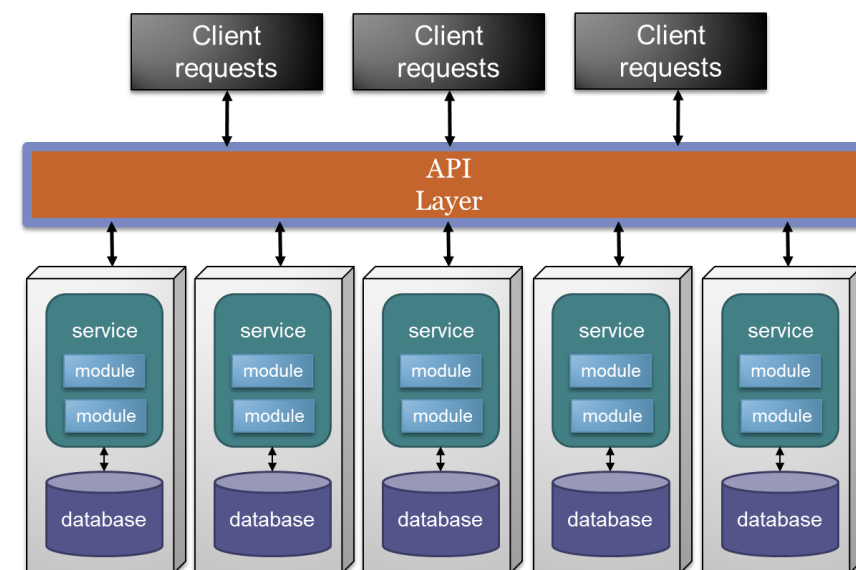 Client
requests
Client
requests
Client
requests
API
Layer
service
module
module
database
service
module
module
database
service
module
module
database
service
module
module
database
service
module
module
database